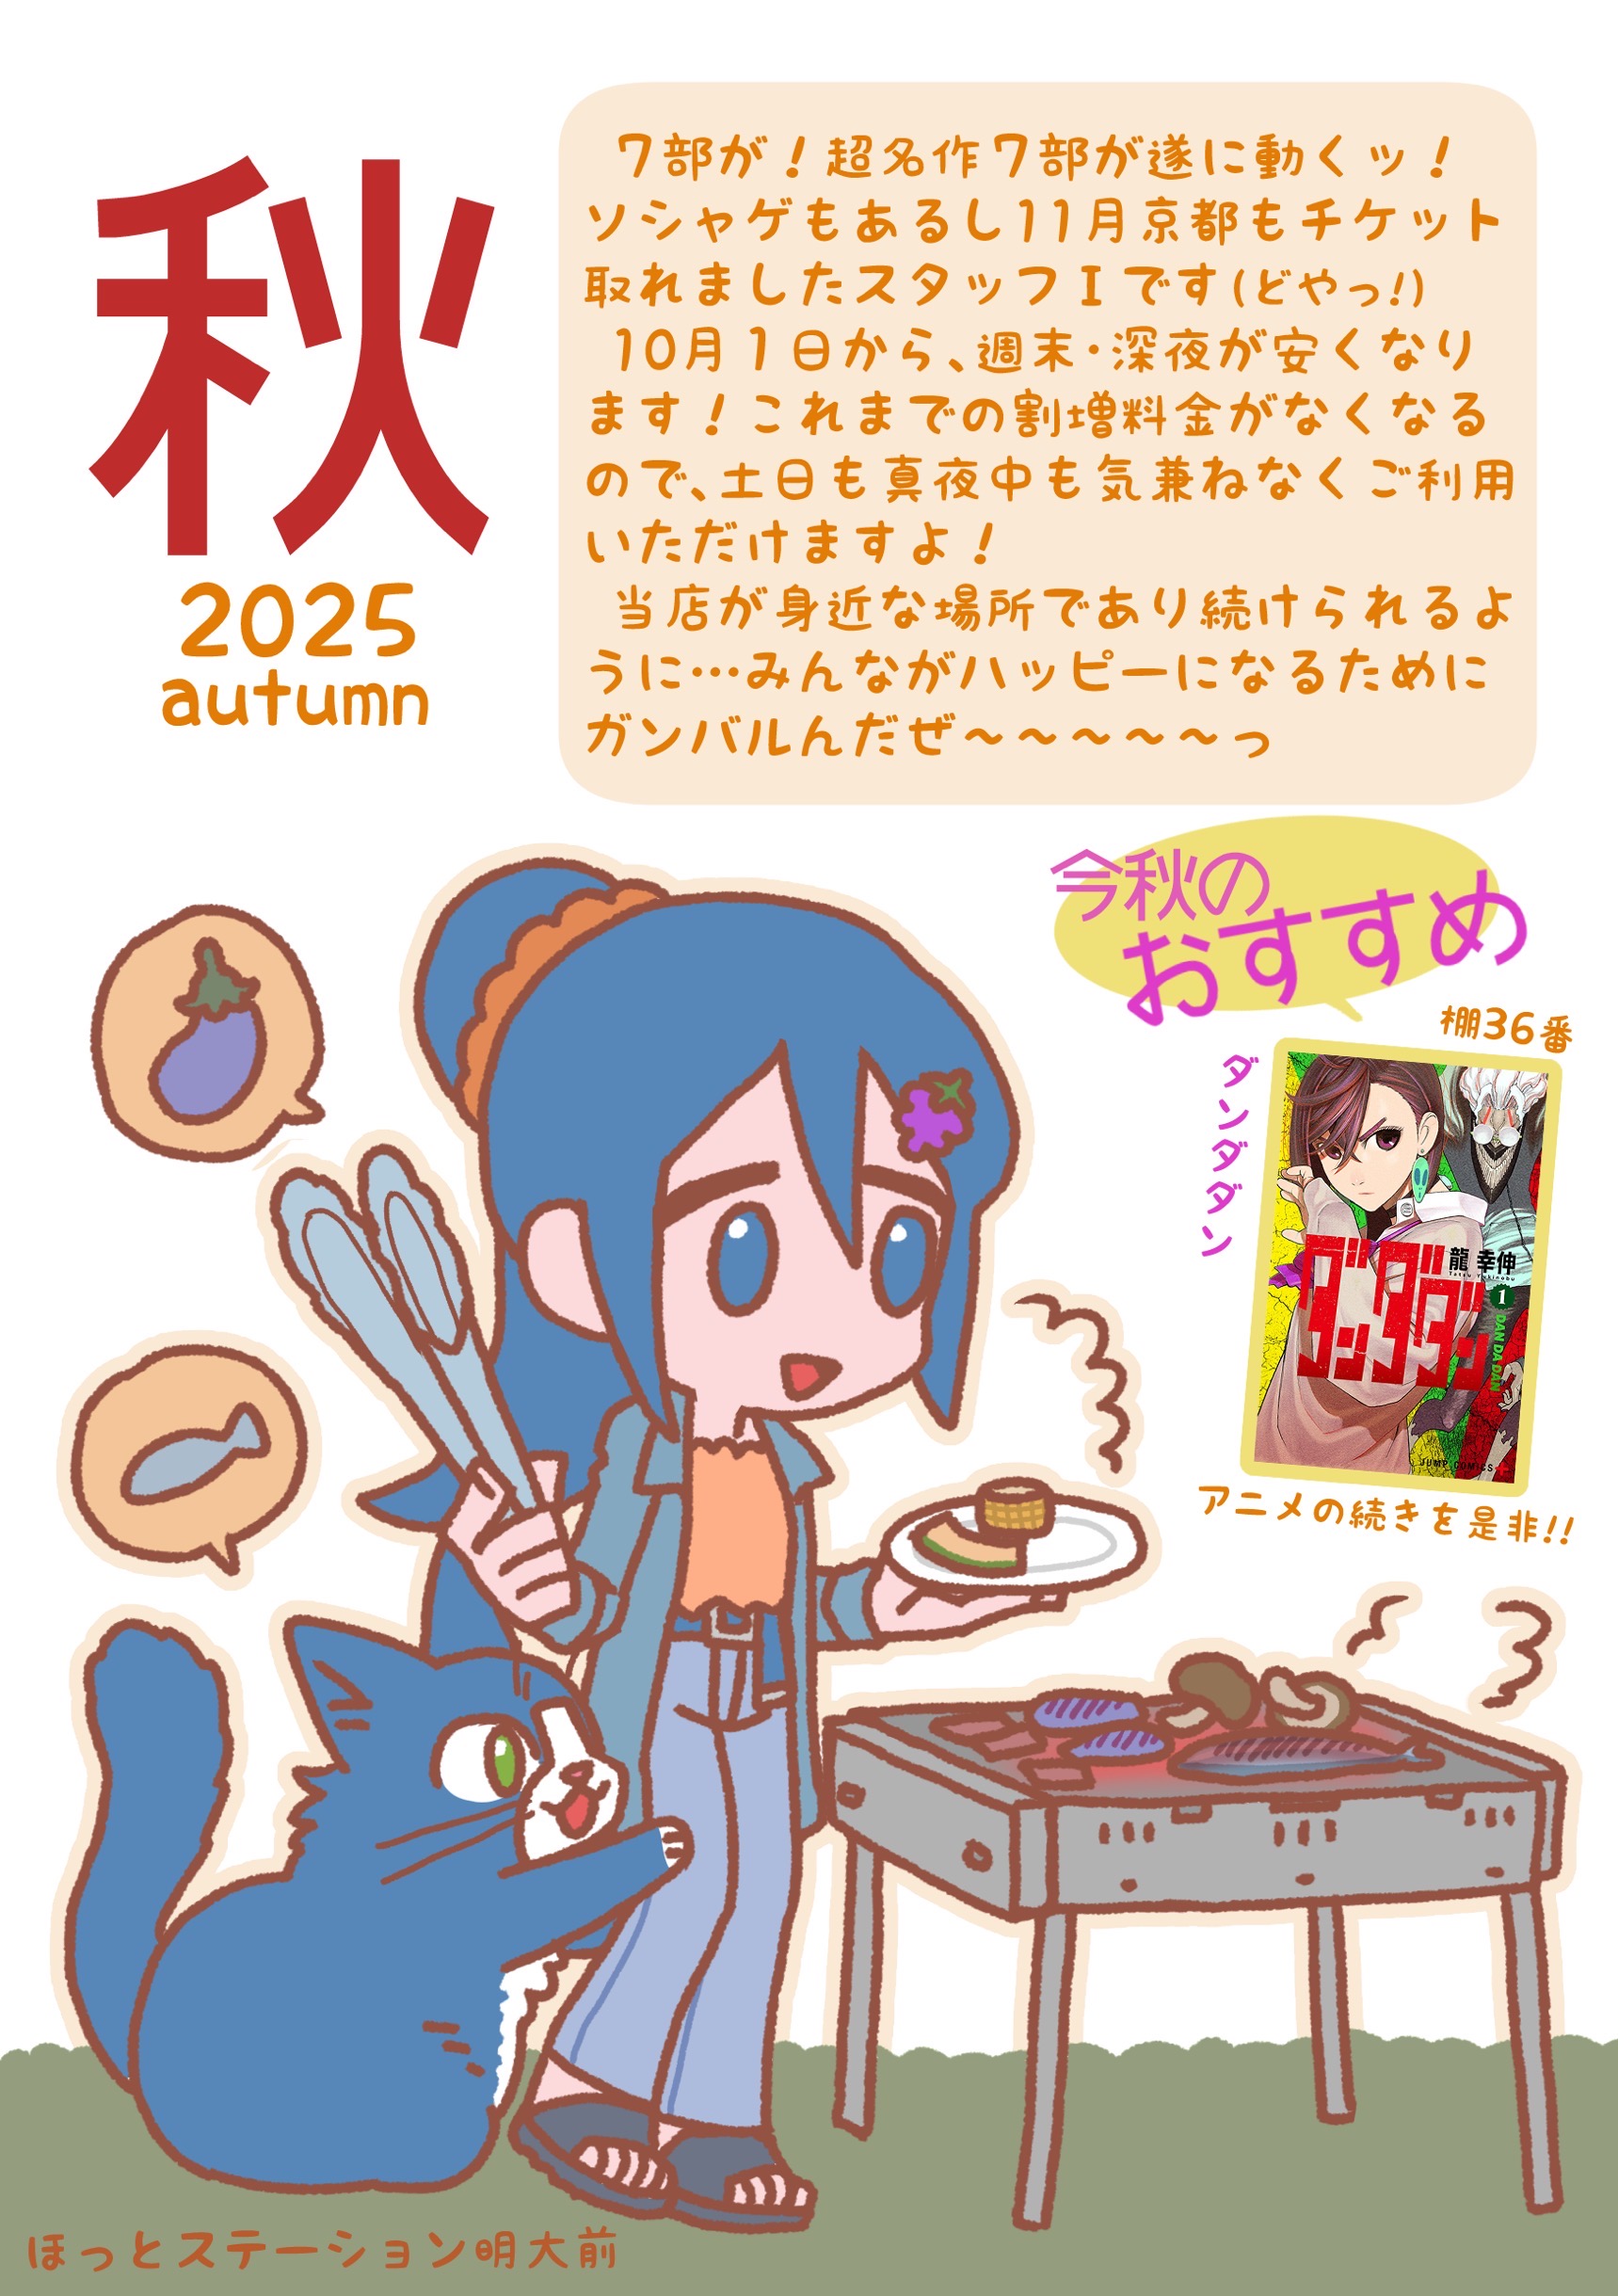 秋
2025
autumn
7部が！超名作7部が遂に動くッ！
ソシャゲもあるし11月京都もチケット
取れましたスタッフIです(どやっ!)
10月1日から、週末・深夜が安くなり
ます！これまでの割増料金がなくなる
ので、土日も真夜中も気兼ねなくご利用
いただけますよ！
当店が身近な場所であり続けられるよ
うに…みんながハッピーになるために
ガンバルんだぜ～～～～～っ
今秋の
おすすめ
棚36番
ダンダダン
ダンダダン
龍 幸伸
Tatsu Yukinobu
1
DAN DA DAN
JUMP COMICS+
アニメの続きを是非!!
ほっとステーション明大前